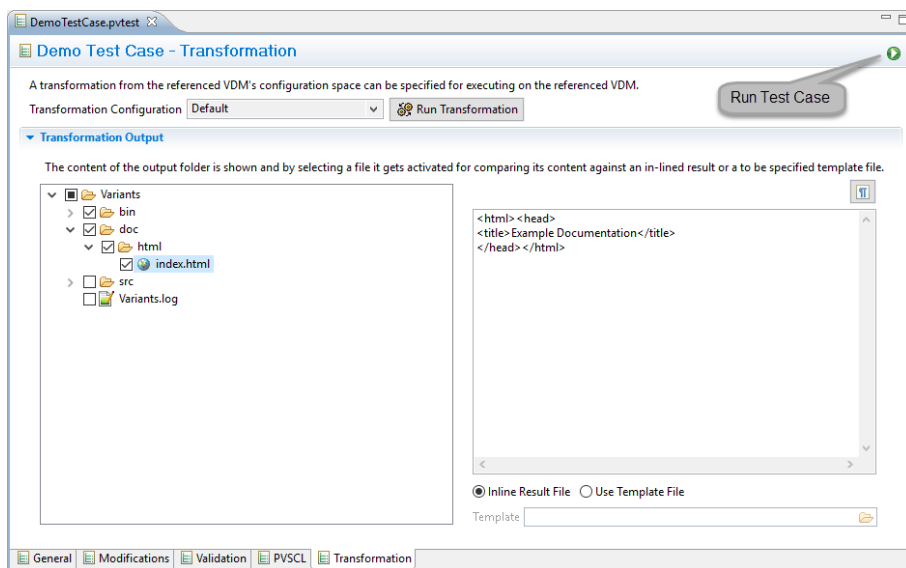 DemoTestCase.pvtest
Demo Test Case - Transformation
A transformation from the referenced VDM's configuration space can be specified for executing on the referenced VDM.
Run Test Case
Transformation Configuration Default Run Transformation
Transformation Output
The content of the output folder is shown and by selecting a file it gets activated for comparing its content against an in-lined result or a to be specified template file.
Variants
bin
doc
html
index.html
src
Variants.log
<html><head>
<title>Example Documentation</title>
</head></html>
Inline Result File Use Template File
Template
General Modifications Validation PVSCL Transformation